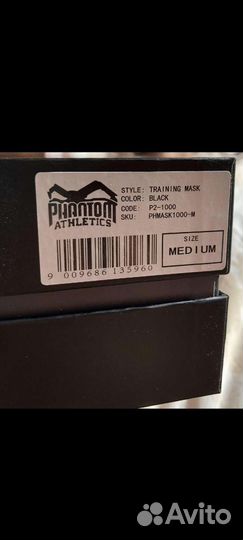 PHANTOM
ATHLETICS
STYLE: TRAINING MASK
COLOR: BLACK
CODE: P2-1000
SKU: PHMASK1000-M
SIZE
MEDIUM
9 009686 135960
Avito